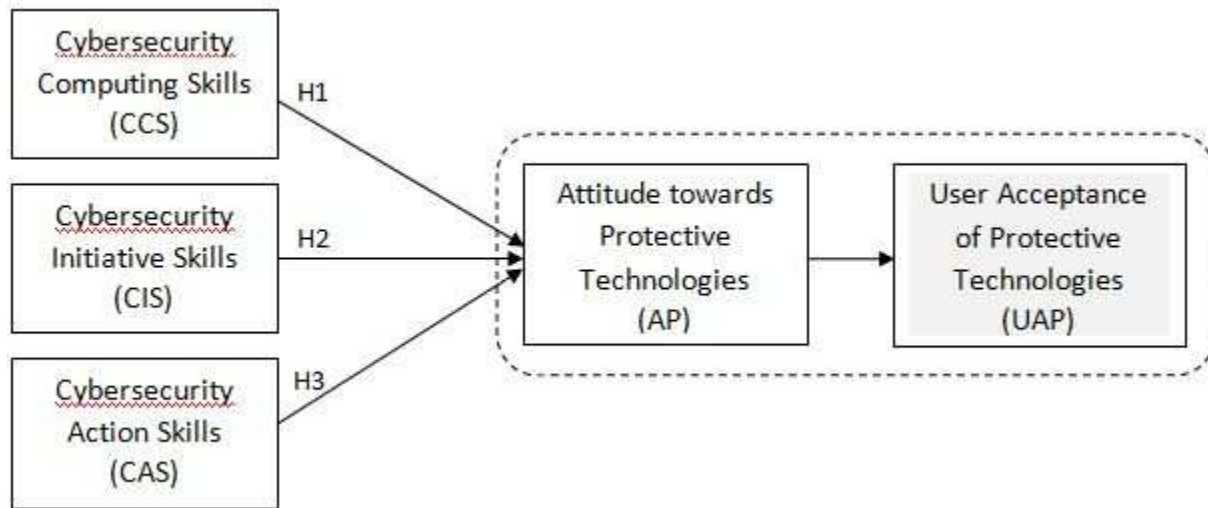 Cybersecurity
Computing Skills
(CCS)
H1
Cybersecurity
Initiative Skills
(CIS)
H2
Cybersecurity
Action Skills
(CAS)
H3
Attitude towards
Protective
Technologies
(AP)
User Acceptance
of Protective
Technologies
(UAP)